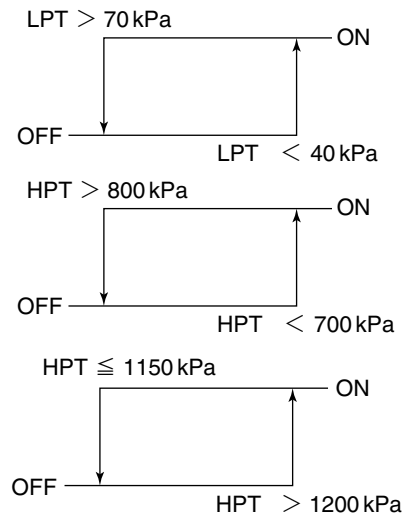 LPT > 70 kPa
ON
OFF
LPT < 40 kPa
HPT > 800 kPa
ON
OFF
HPT < 700 kPa
HPT ≦ 1150 kPa
ON
OFF
HPT > 1200 kPa